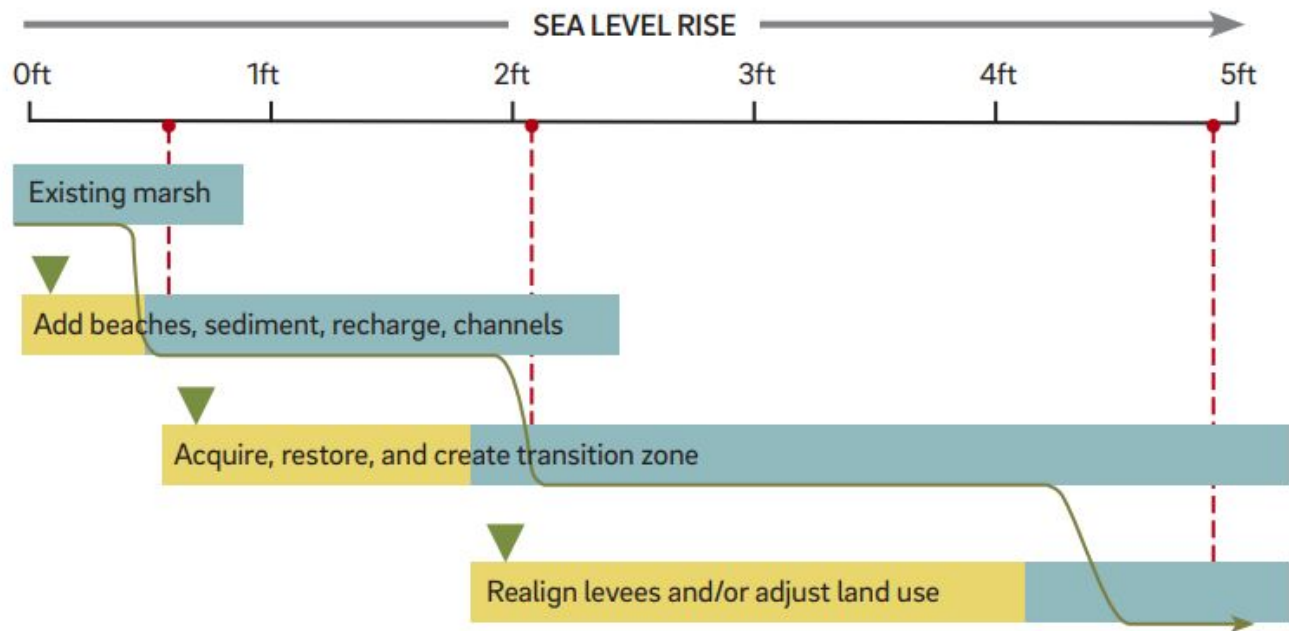 SEA LEVEL RISE
0ft 1ft 2ft 3ft 4ft 5ft
Existing marsh
Add beaches, sediment, recharge, channels
Acquire, restore, and create transition zone
Realign levees and/or adjust land use